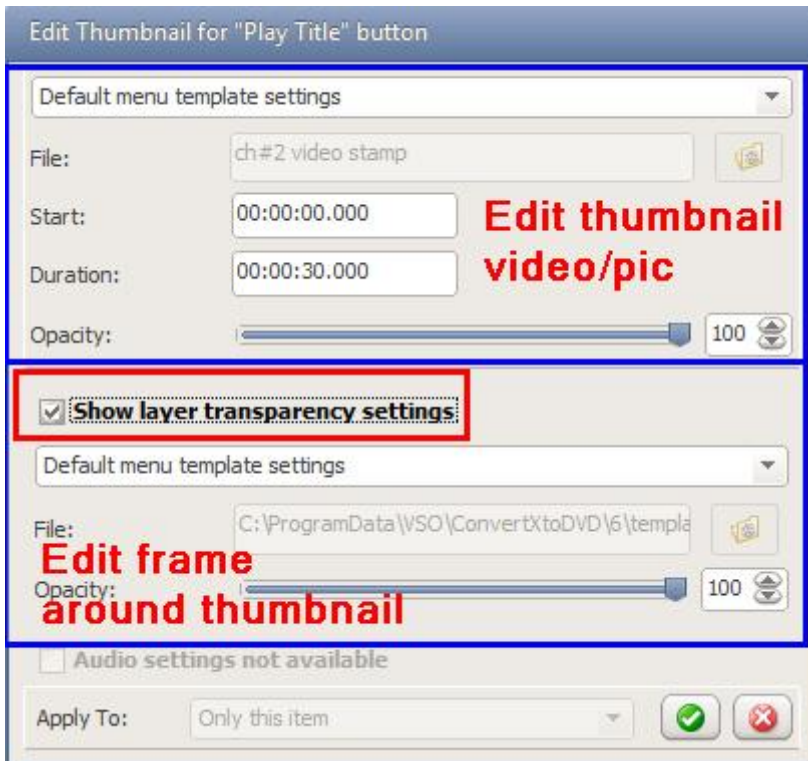 Edit Thumbnail for "Play Title" button
Default menu template settings
File: ch#2 video stamp
Start: 00:00:00.000
Duration: 00:00:30.000
Edit thumbnail
video/pic
Opacity: 100
Show layer transparency settings
Default menu template settings
File: C:\ProgramData\VSO\ConvertXtoDVD\6\templa
Edit frame
Opacity: 100
around thumbnail
Audio settings not available
Apply To: Only this item